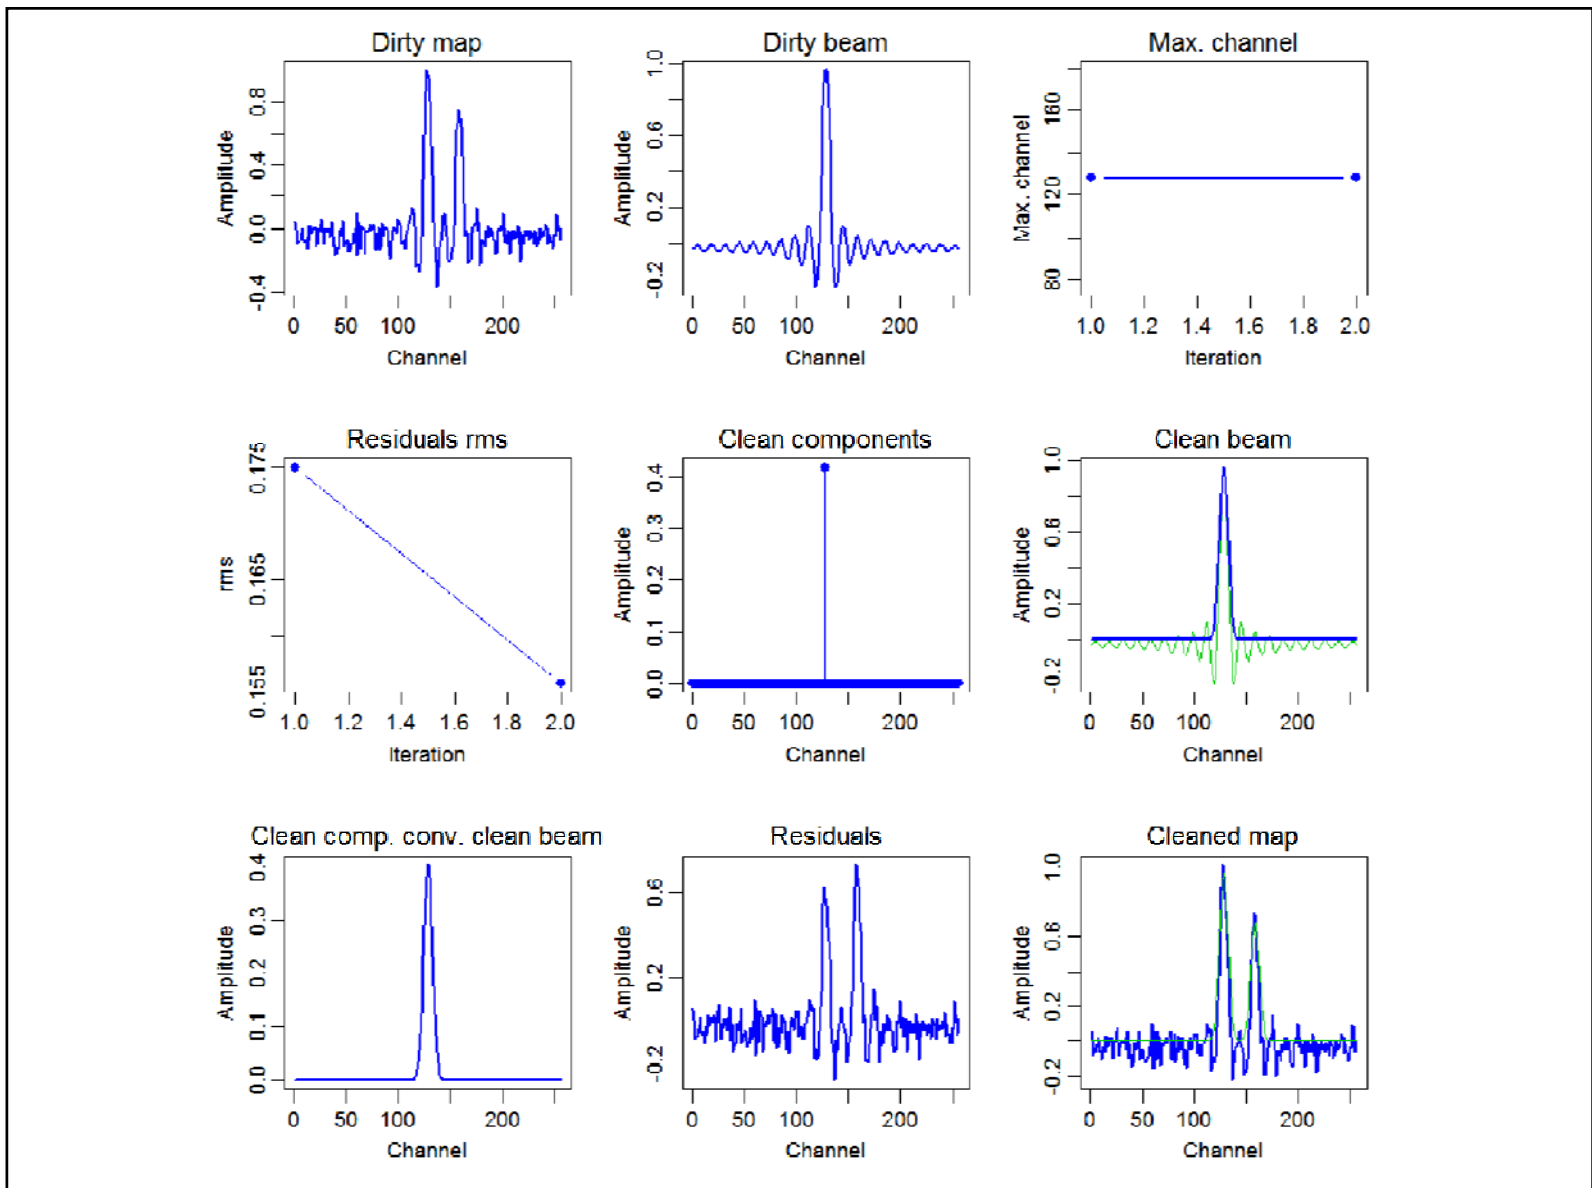 Dirty map
Amplitude
-0.4 0.0 0.4 0.8
0 50 100 200
Channel
Dirty beam
Amplitude
-0.2 0.2 0.6 1.0
0 50 100 200
Channel
Max. channel
Max. channel
80 120 160
1.0 1.2 1.4 1.6 1.8 2.0
Iteration
Residuals rms
rms
0.155 0.165 0.175
1.0 1.2 1.4 1.6 1.8 2.0
Iteration
Clean components
Amplitude
0.0 0.1 0.2 0.3 0.4
0 50 100 200
Channel
Clean beam
Amplitude
-0.2 0.2 0.6 1.0
0 50 100 200
Channel
Clean comp. conv. clean beam
Amplitude
0.0 0.1 0.2 0.3 0.4
0 50 100 200
Channel
Residuals
Amplitude
-0.2 0.2 0.6
0 50 100 200
Channel
Cleaned map
Amplitude
-0.2 0.2 0.6 1.0
0 50 100 200
Channel